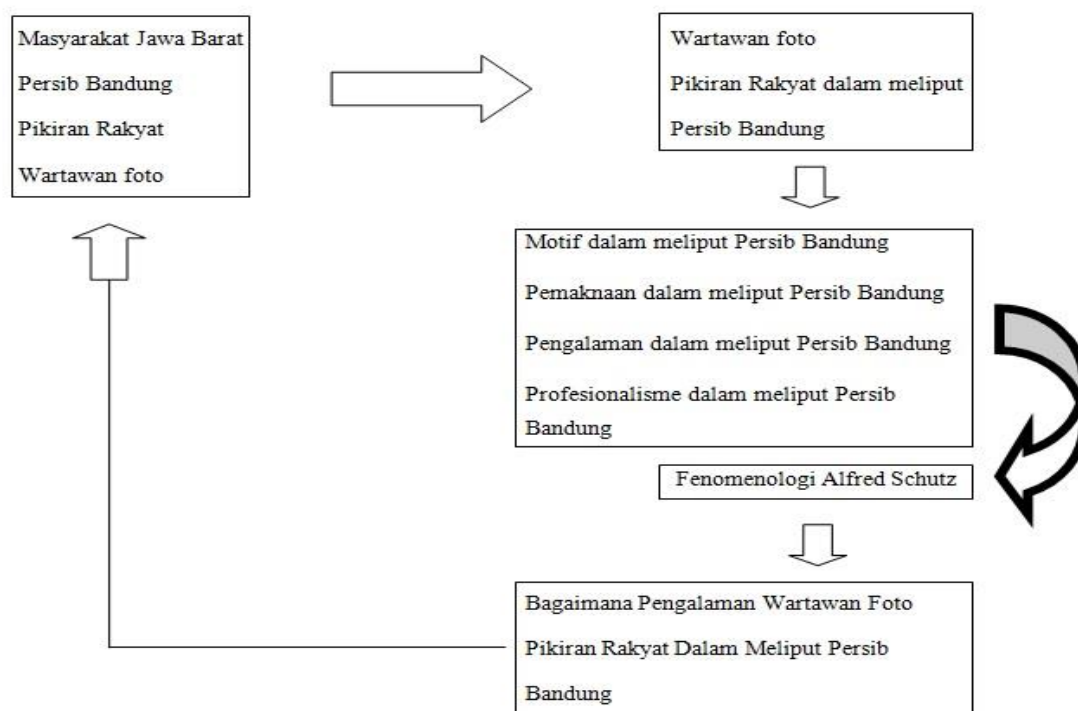 Masyarakat Jawa Barat
Persib Bandung
Pikiran Rakyat
Wartawan foto
Wartawan foto
Pikiran Rakyat dalam meliput
Persib Bandung
Motif dalam meliput Persib Bandung
Pemaknaan dalam meliput Persib Bandung
Pengalaman dalam meliput Persib Bandung
Profesionalisme dalam meliput Persib
Bandung
Fenomenologi Alfred Schutz
Bagaimana Pengalaman Wartawan Foto
Pikiran Rakyat Dalam Meliput Persib
Bandung